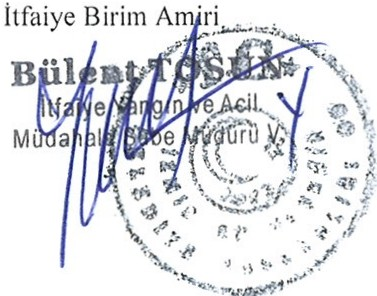 İtfaiye Birim Amiri
Bülent TOSUN
İtfaiye Yangın ve Acil
Müdahale Şube Müdürü V.